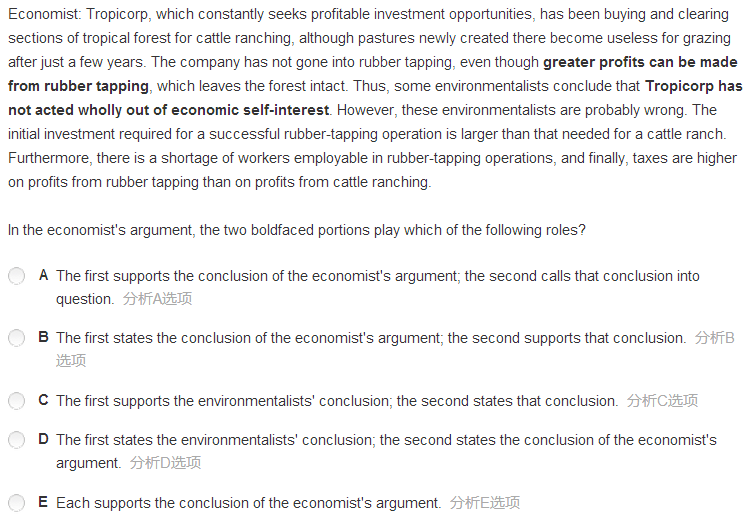 Economist: Tropicorp, which constantly seeks profitable investment opportunities, has been buying and clearing
sections of tropical forest for cattle ranching, although pastures newly created there become useless for grazing
after just a few years. The company has not gone into rubber tapping, even though greater profits can be made
from rubber tapping, which leaves the forest intact. Thus, some environmentalists conclude that Tropicorp has
not acted wholly out of economic self-interest. However, these environmentalists are probably wrong. The
initial investment required for a successful rubber-tapping operation is larger than that needed for a cattle ranch.
Furthermore, there is a shortage of workers employable in rubber-tapping operations, and finally, taxes are higher
on profits from rubber tapping than on profits from cattle ranching.
In the economist's argument, the two boldfaced portions play which of the following roles?
A The first supports the conclusion of the economist's argument; the second calls that conclusion into
question. 分析A选项
B The first states the conclusion of the economist's argument; the second supports that conclusion. 分析B
选项
C The first supports the environmentalists' conclusion; the second states that conclusion. 分析C选项
D The first states the environmentalists' conclusion; the second states the conclusion of the economist's
argument. 分析D选项
E Each supports the conclusion of the economist's argument. 分析E选项